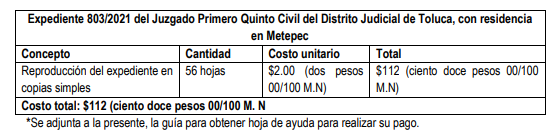 Expediente 803/2021 del Juzgado Primero Quinto Civil del Distrito Judicial de Toluca, con residencia
en Metepec
Concepto Cantidad Costo unitario Total
Reproducción del expediente en 56 hojas $2.00 (dos pesos $112 (ciento doce pesos 00/100
copias simples 00/100 M.N) M.N)
Costo total: $112 (ciento doce pesos 00/100 M. N
*Se adjunta a la presente, la guía para obtener hoja de ayuda para realizar su pago.